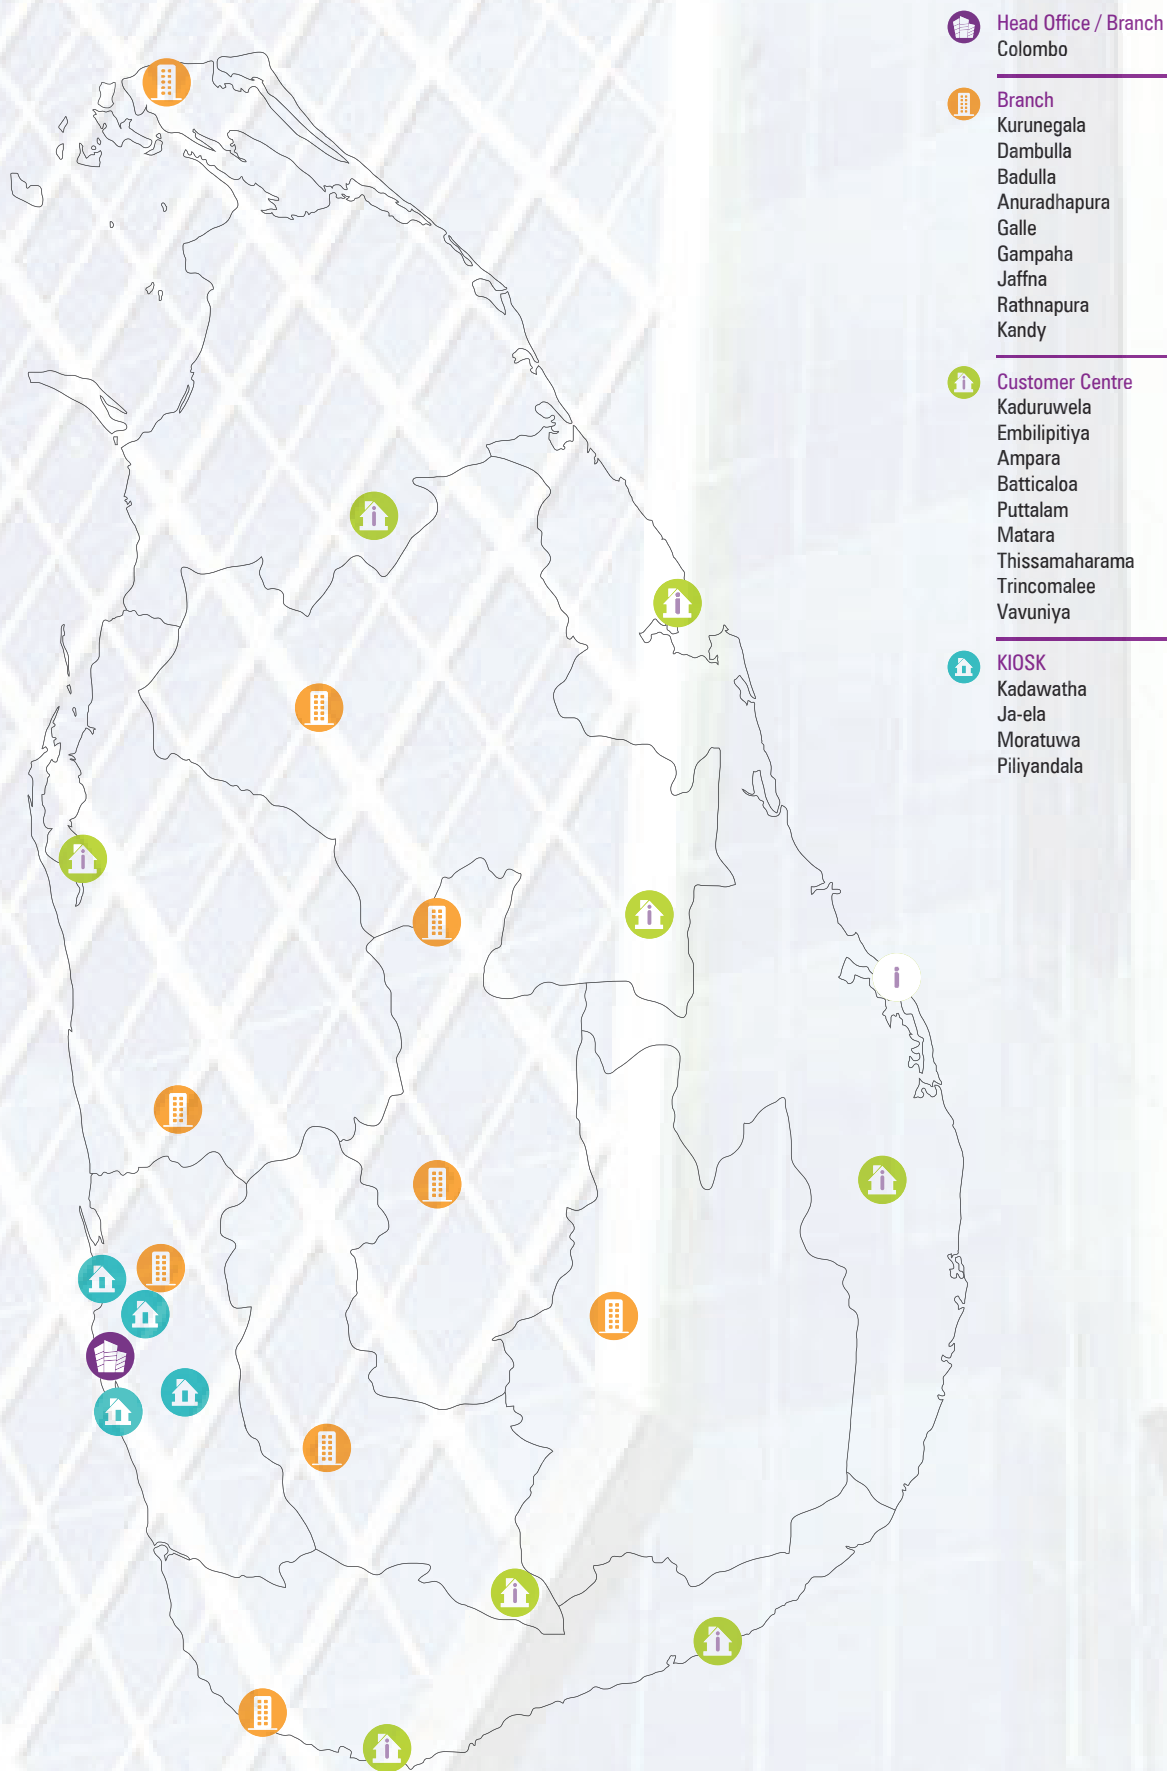 Head Office / Branch
Colombo
Branch
Kurunegala
Dambulla
Badulla
Anuradhapura
Galle
Gampaha
Jaffna
Rathnapura
Kandy
Customer Centre
Kaduruwela
Embilipitiya
Ampara
Batticaloa
Puttalam
Matara
Thissamaharama
Trincomalee
Vavuniya
KIOSK
Kadawatha
Ja-ela
Moratuwa
Piliyandala